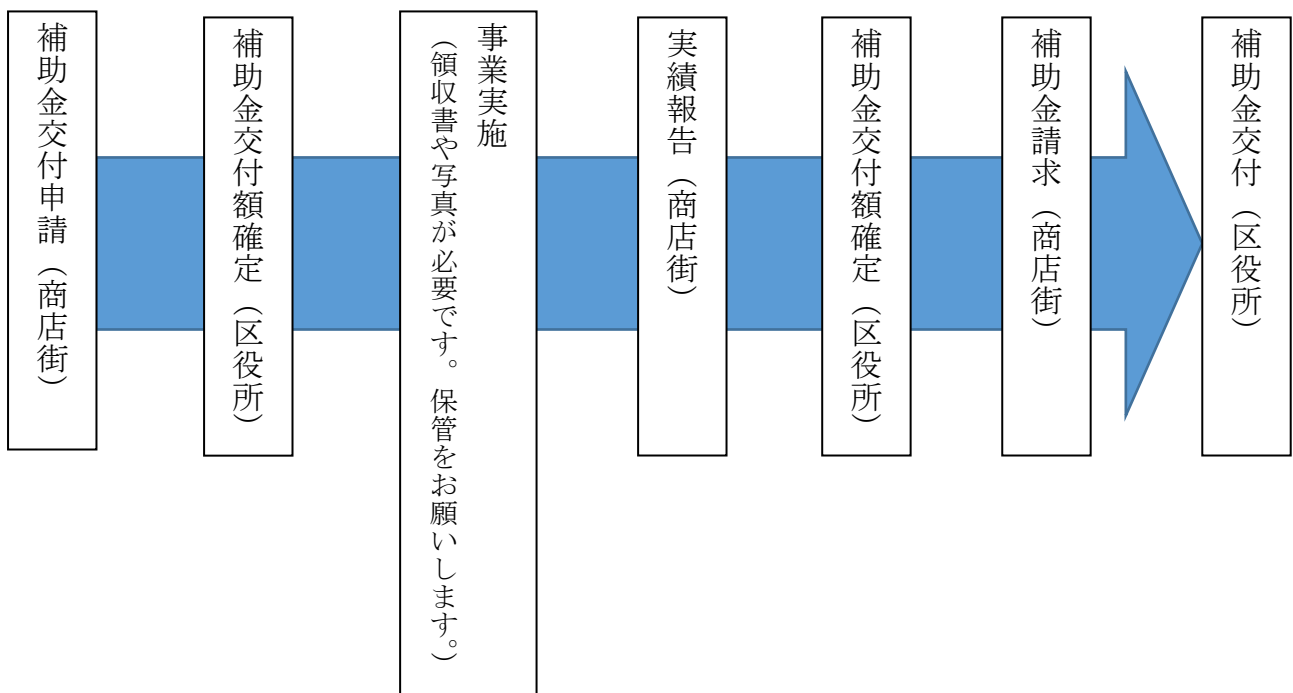 補助金交付申請（商店街）
補助金交付額確定（区役所）
事業実施
（領収書や写真が必要です。保管をお願いします。）
実績報告（商店街）
補助金交付額確定（区役所）
補助金請求（商店街）
補助金交付（区役所）